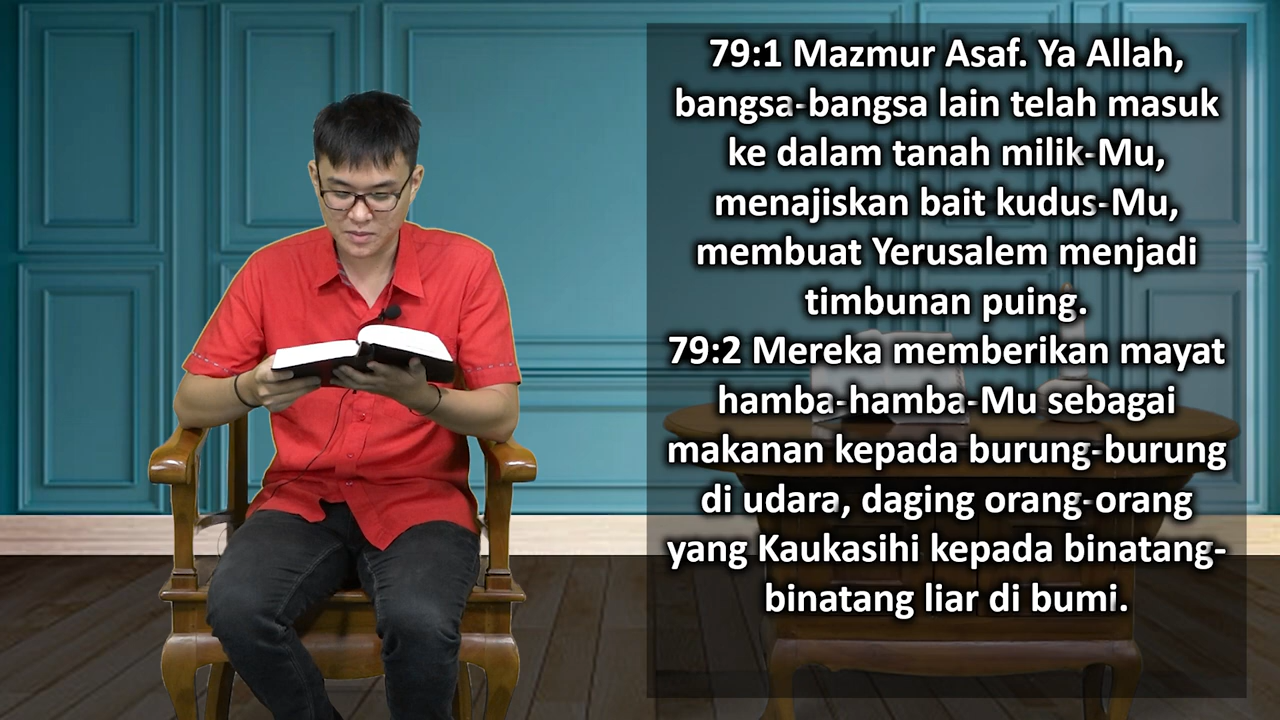 79:1 Mazmur Asaf. Ya Allah,
bangsa-bangsa lain telah masuk
ke dalam tanah milik-Mu,
menajiskan bait kudus-Mu,
membuat Yerusalem menjadi
timbunan puing.
79:2 Mereka memberikan mayat
hamba-hamba-Mu sebagai
makanan kepada burung-burung
di udara, daging orang-orang
yang Kaukasihi kepada binatang-
binatang liar di bumi.